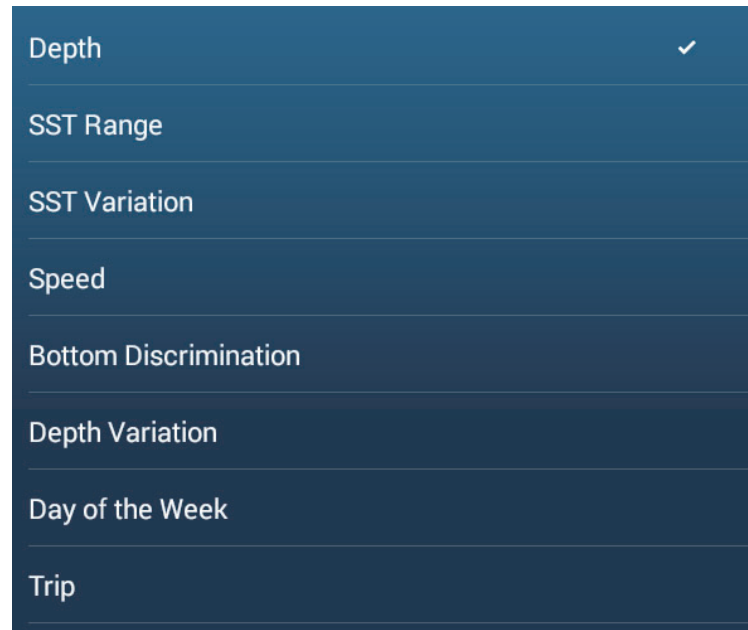 Depth
SST Range
SST Variation
Speed
Bottom Discrimination
Depth Variation
Day of the Week
Trip